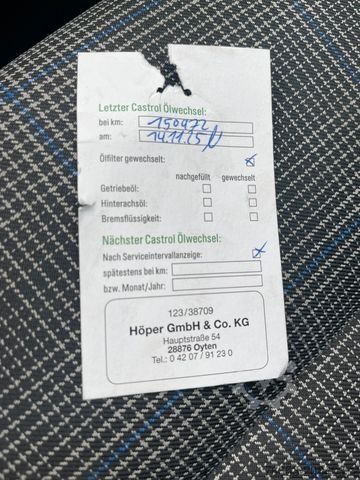 Letzter Castrol Ölwechsel:
bei km: 150472
am: 14.11.25
Ölfilter gewechselt:
nachgefüllt gewechselt
Getriebeöl:
Hinterachsöl:
Bremsflüssigkeit:
Nächster Castrol Ölwechsel:
Nach Serviceintervallanzeige:
spätestens bei km:
bzw. Monat/Jahr:
123/38709
Höper GmbH & Co. KG
Hauptstraße 54
28876 Oyten
Tel.: 0 42 07 / 91 23 0